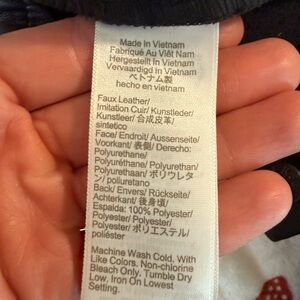 Made In Vietnam
Fabriqué Au Viêt Nam
Hergestellt In Vietnam
Vervaardigd In Vietnam
ベトナム製
hecho en vietnam
Faux Leather/
Imitation Cuir/ Kunstleder/
Kunstleer/ 合成皮革/
sintetico
Face/ Endroit/ Aussenseite/
Voorkant/ 表側/ Derecho:
Polyurethane/
Polyuréthane/ Polyurethan/
Polyurethaan/ ポリウレタ
ン/ poliuretano
Back/ Envers/ Rückseite/
Achterkant/ 後身頃/
Espalda: 100% Polyester/
Polyester/ Polyester/
Polyester/ ポリエステル/
poliéster
Machine Wash Cold, With
Like Colors. Non-chlorine
Bleach Only. Tumble Dry
Low. Iron On Lowest
Setting.